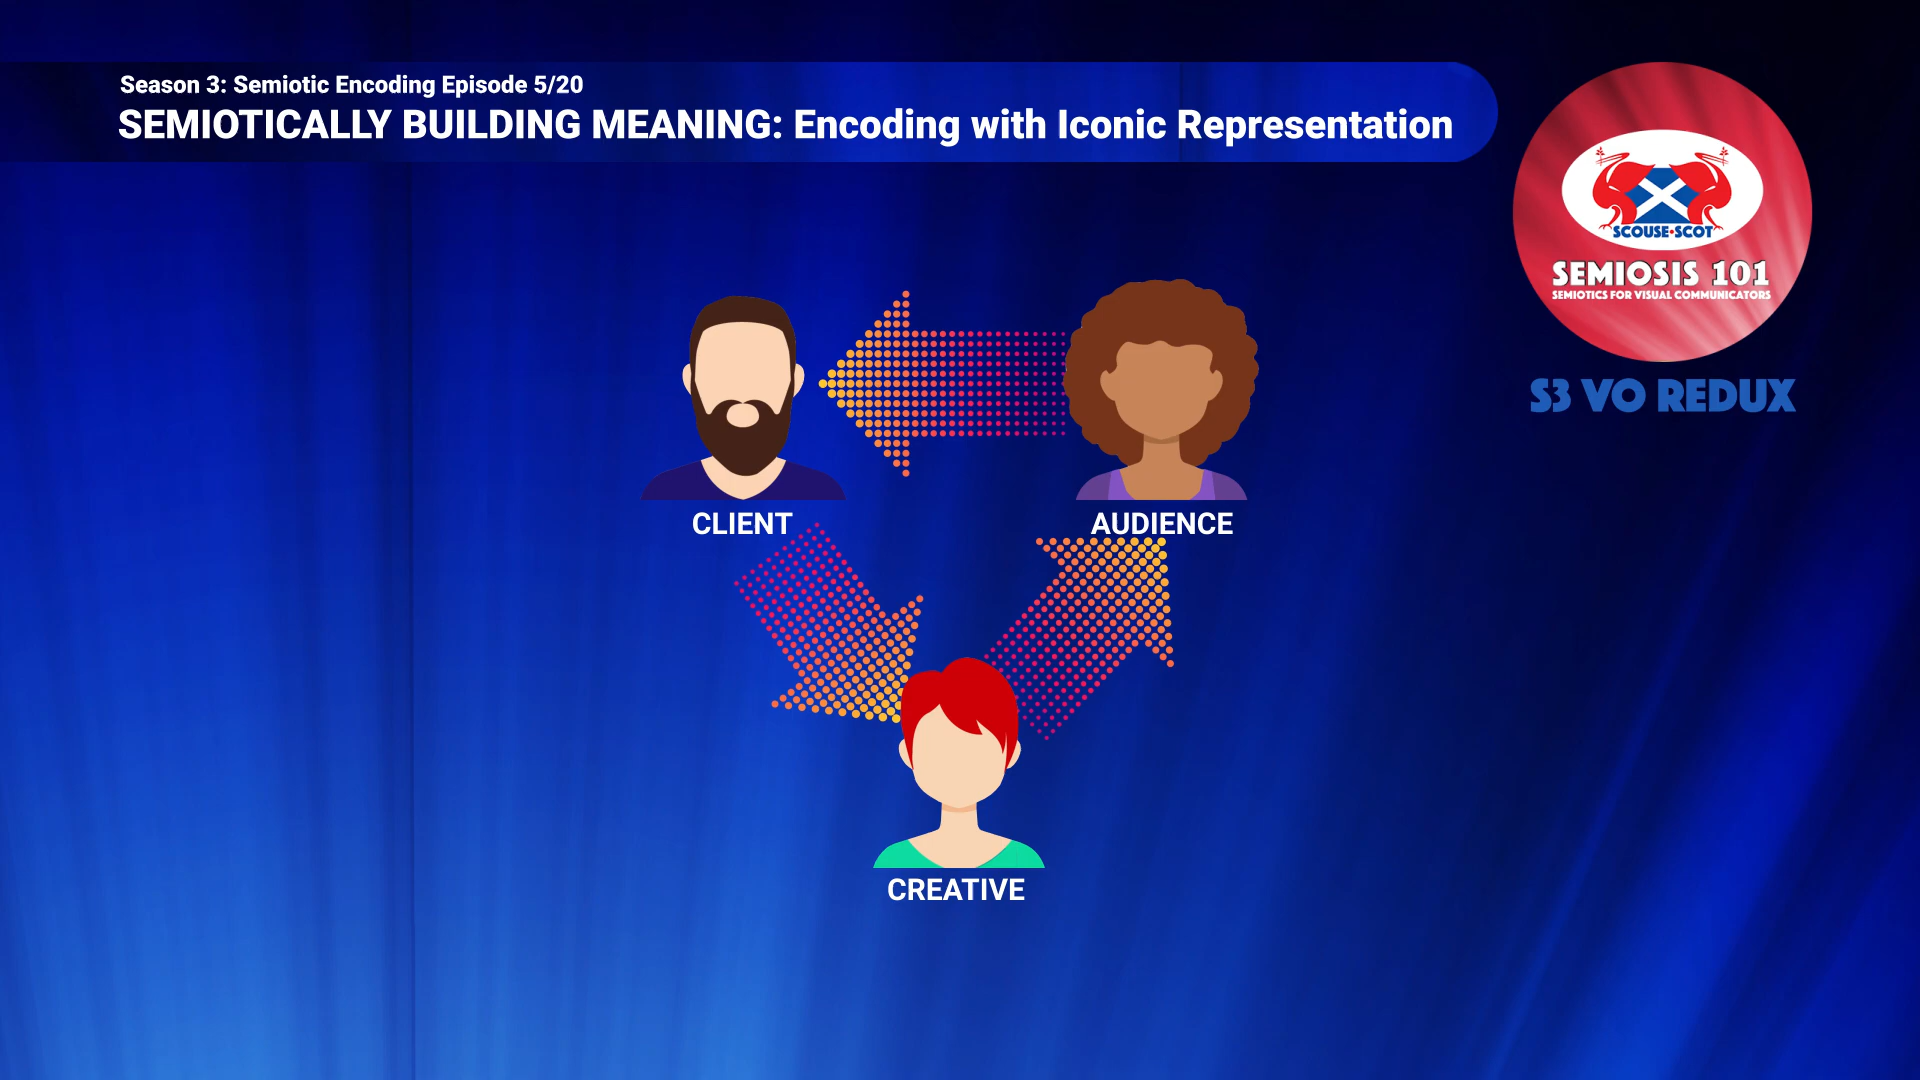 Season 3: Semiotic Encoding Episode 5/20
SEMIOTICALLY BUILDING MEANING: Encoding with Iconic Representation
SCOUSE•SCOT
SEMIOSIS 101
SEMIOTICS FOR VISUAL COMMUNICATORS
S3 VO REDUX
CLIENT
AUDIENCE
CREATIVE